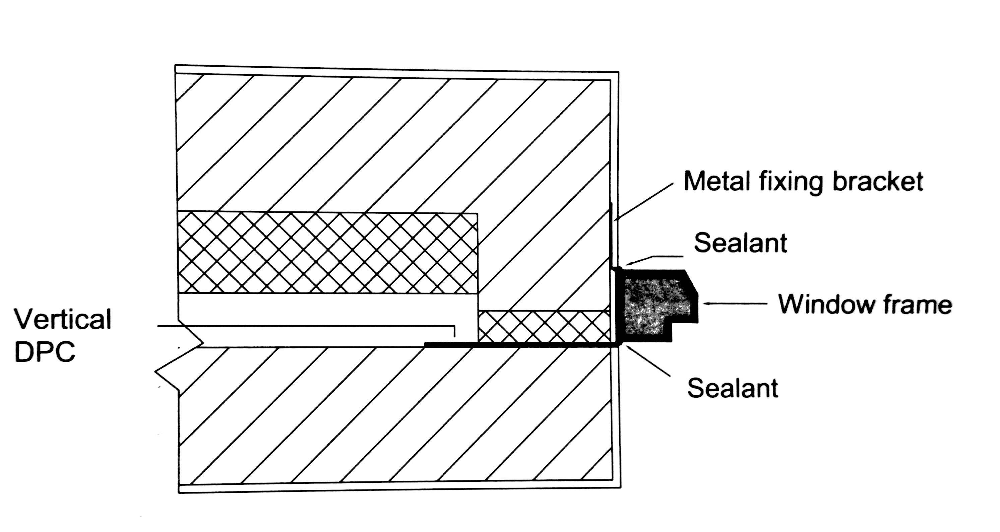 Metal fixing bracket
Sealant
Window frame
Vertical
DPC
Sealant